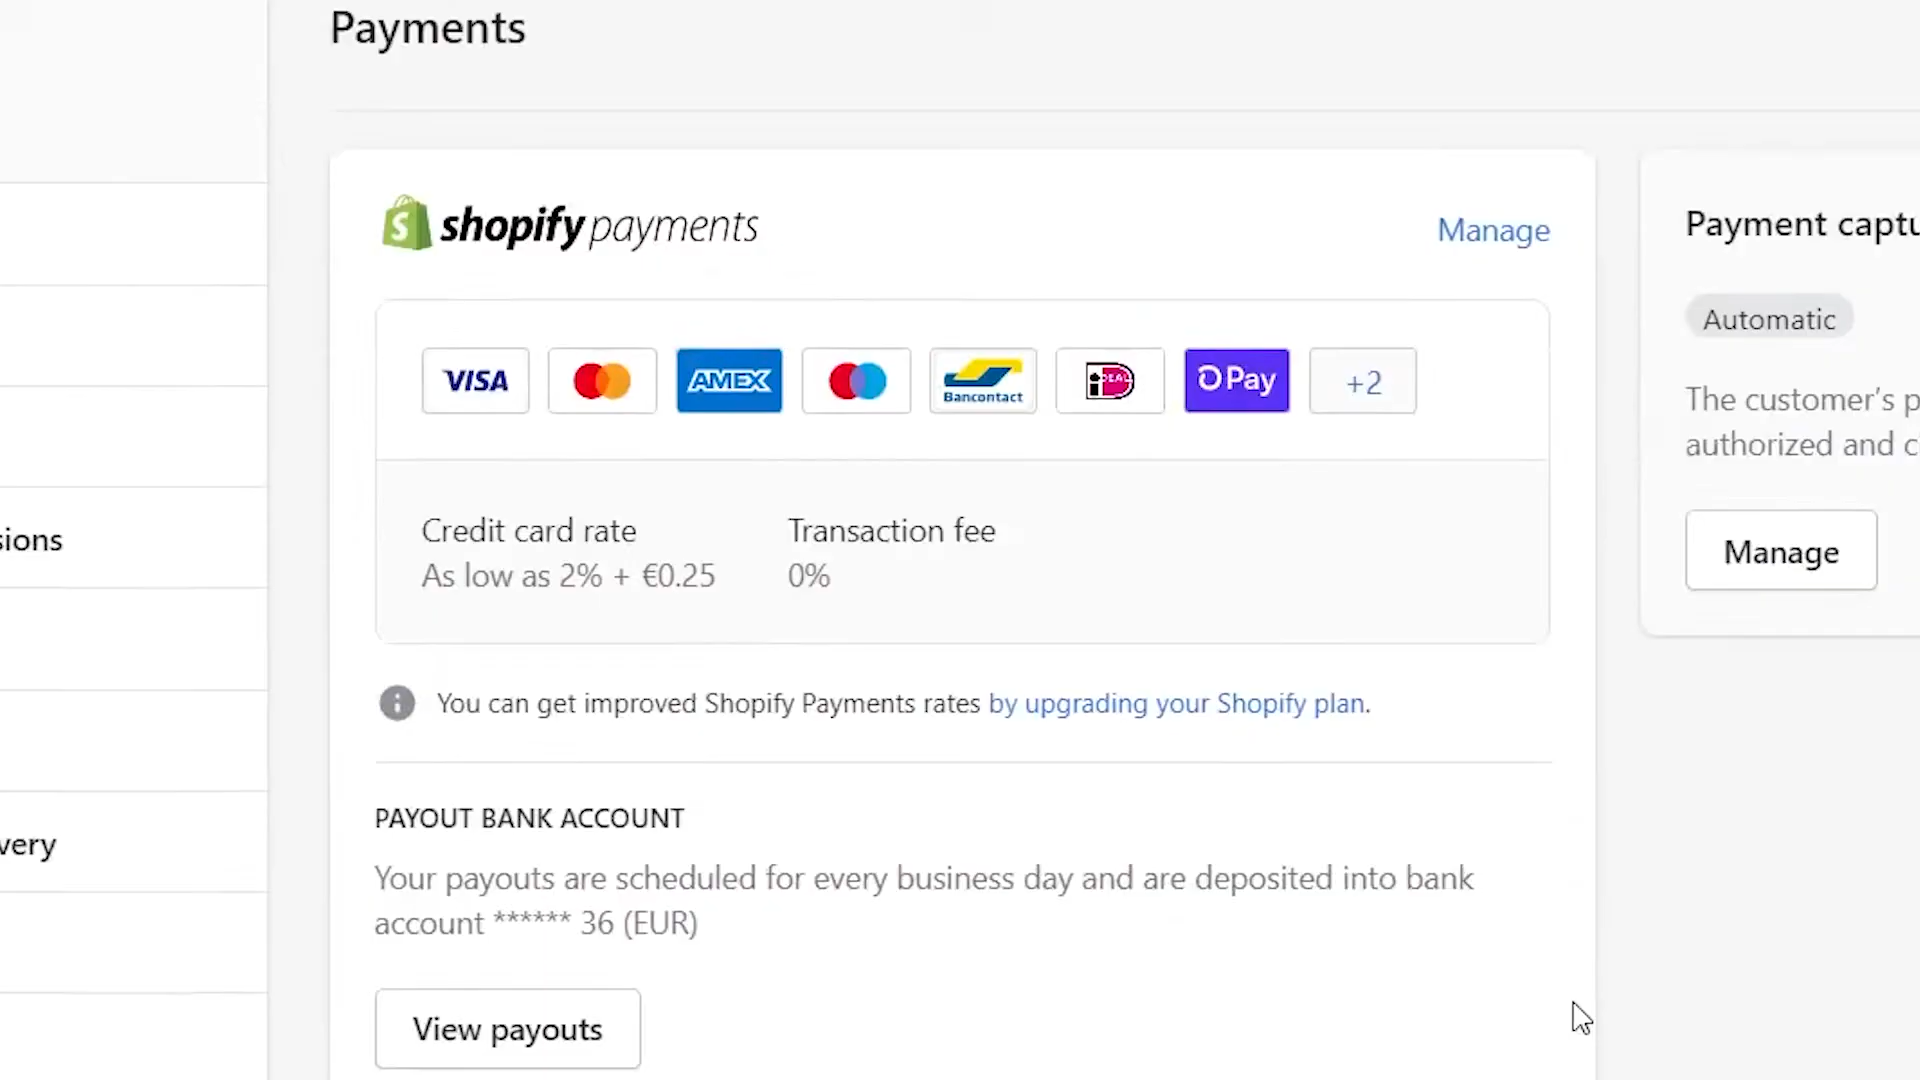 Payments
shopify payments
Manage
VISA
AMEX
Bancontact
iDEAL
Pay
+2
Credit card rate
Transaction fee
As low as 2% + €0.25
0%
You can get improved Shopify Payments rates by upgrading your Shopify plan.
PAYOUT BANK ACCOUNT
Your payouts are scheduled for every business day and are deposited into bank
account ****** 36 (EUR)
View payouts
Payment captu
Automatic
The customer's p
authorized and c
Manage
sions
very